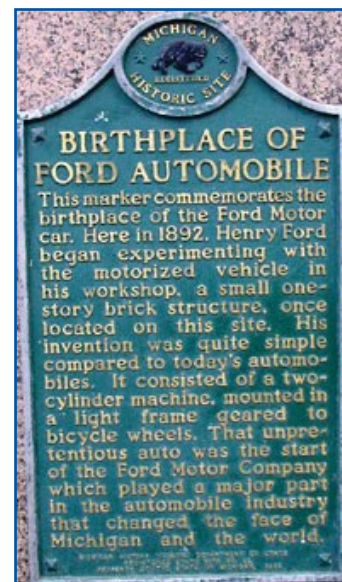 MICHIGAN
REGISTERED
HISTORIC SITE
BIRTHPLACE OF
FORD AUTOMOBILE
This marker commemorates the
birthplace of the Ford Motor
car. Here in 1892, Henry Ford
began experimenting with
the motorized vehicle in
his workshop, a small one-
story brick structure, once
located on this site. His
invention was quite simple
compared to today's automo-
biles. It consisted of a two-
cylinder machine, mounted in
a light frame geared to
bicycle wheels. That unpre-
tentious auto was the start
of the Ford Motor Company
which played a major part
in the automobile industry
that changed the face of
Michigan and the world.